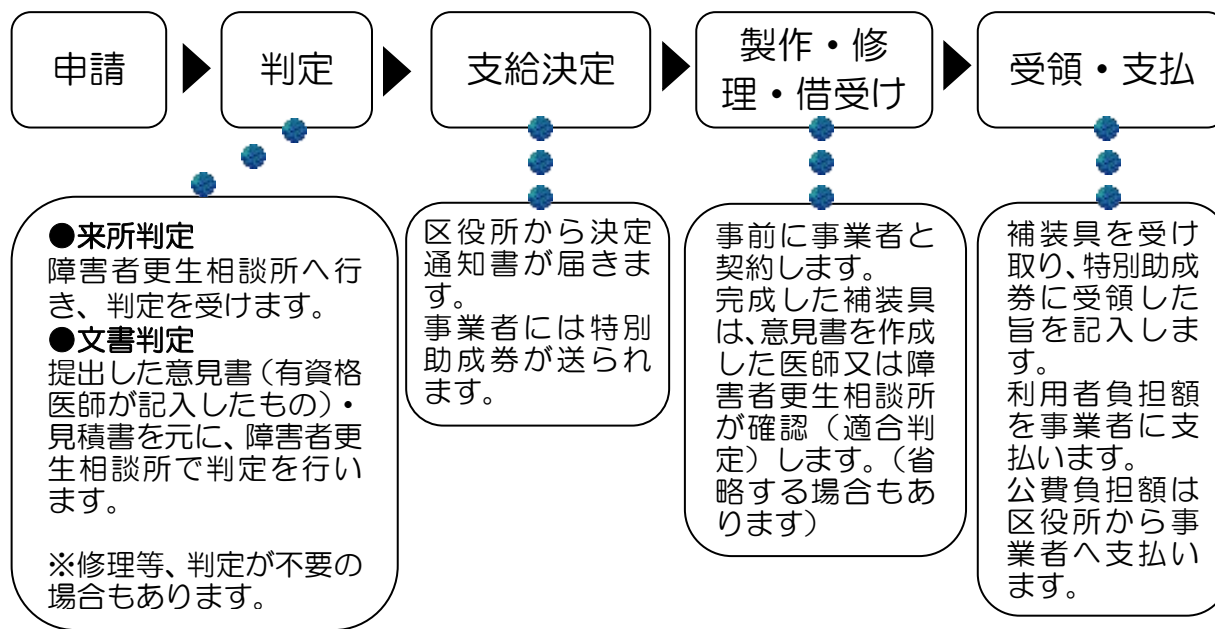 申請
判定
支給決定
製作・修
理・借受け
受領・支払
●来所判定
障害者更生相談所へ行
き、判定を受けます。
●文書判定
提出した意見書（有資格
医師が記入したもの）・
見積書を元に、障害者更
生相談所で判定を行い
ます。
※修理等、判定が不要の
場合もあります。
区役所から決定
通知書が届きま
す。
事業者には特別
助成券が送られ
ます。
事前に事業者と
契約します。
完成した補装具
は、意見書を作成
した医師又は障
害者更生相談所
が確認（適合判
定）します。（省
略する場合もあ
ります）
補装具を受け
取り、特別助成
券に受領した
旨を記入しま
す。
利用者負担額
を事業者に支
払います。
公費負担額は
区役所から事
業者へ支払い
ます。